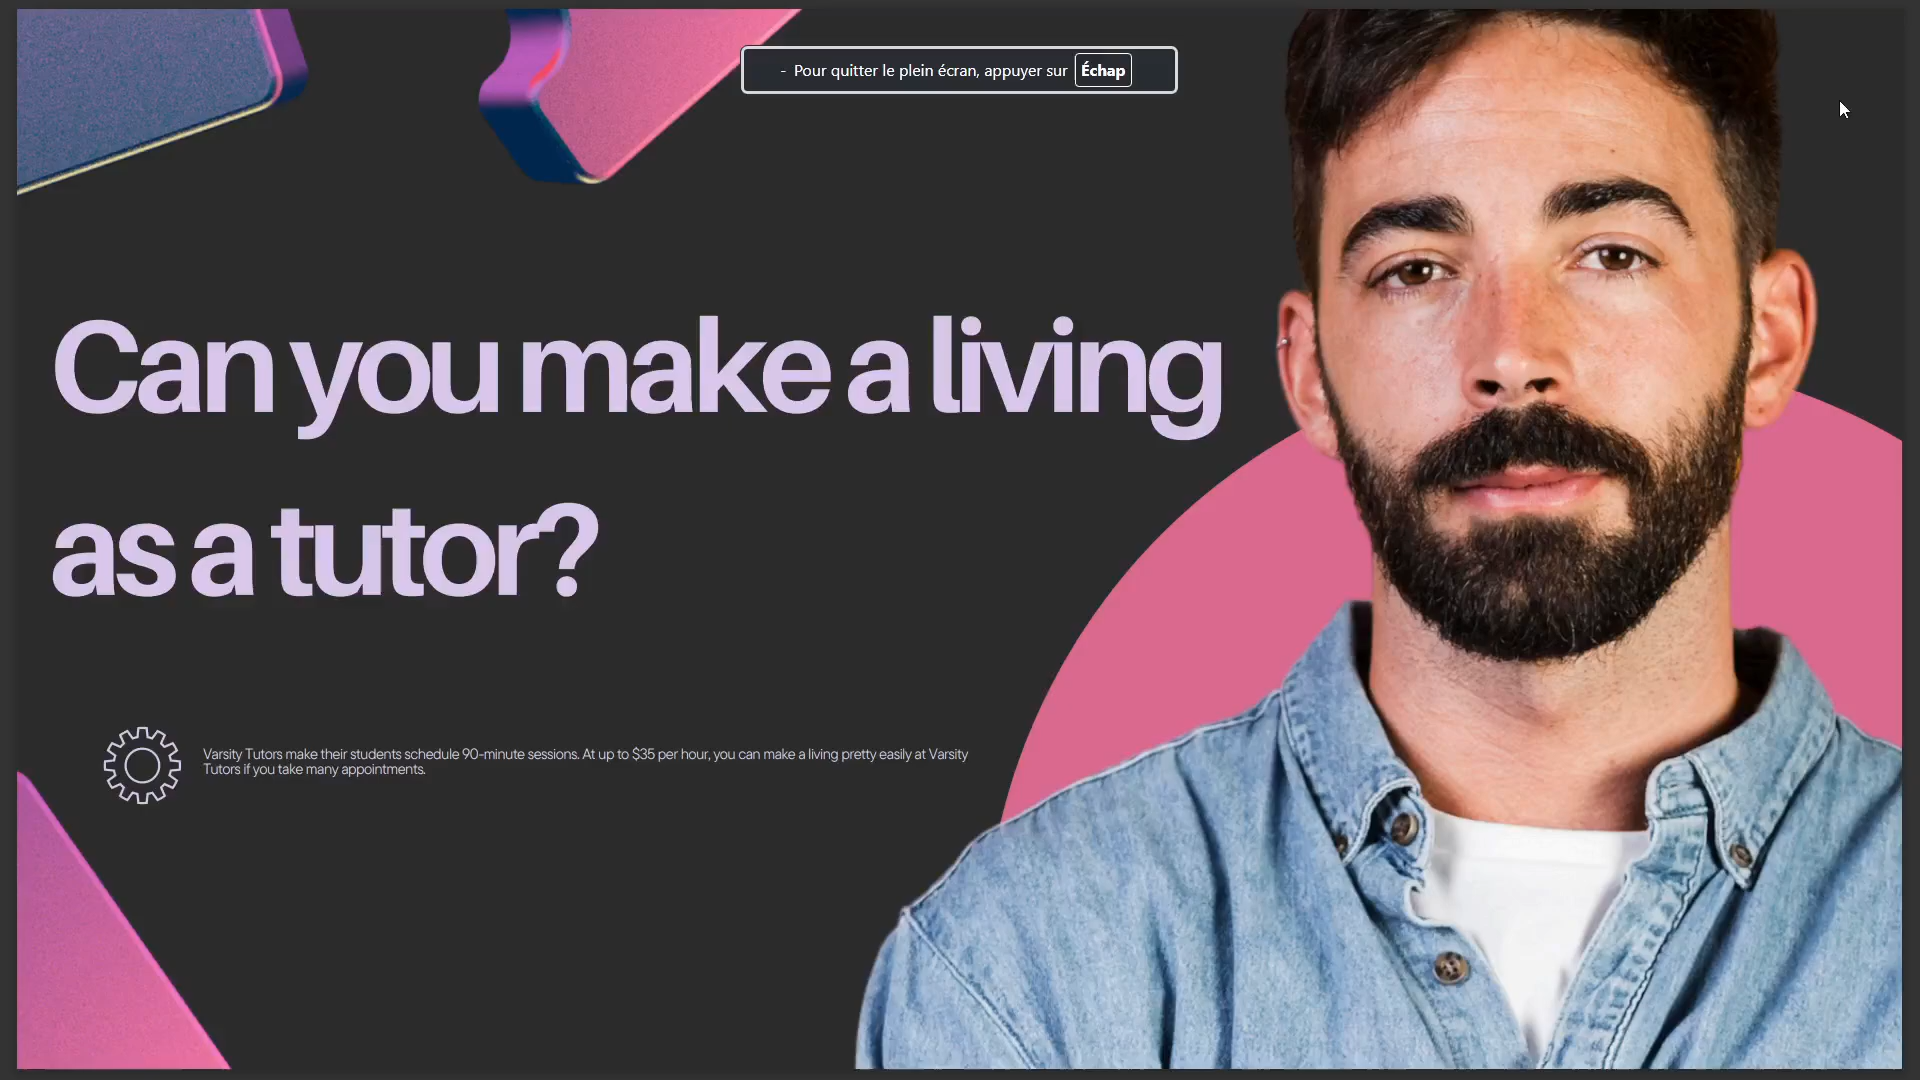 - Pour quitter le plein écran, appuyer sur Échap
Can you make a living
as a tutor?
Varsity Tutors make their students schedule 90-minute sessions. At up to $35 per hour, you can make a living pretty easily at Varsity
Tutors if you take many appointments.